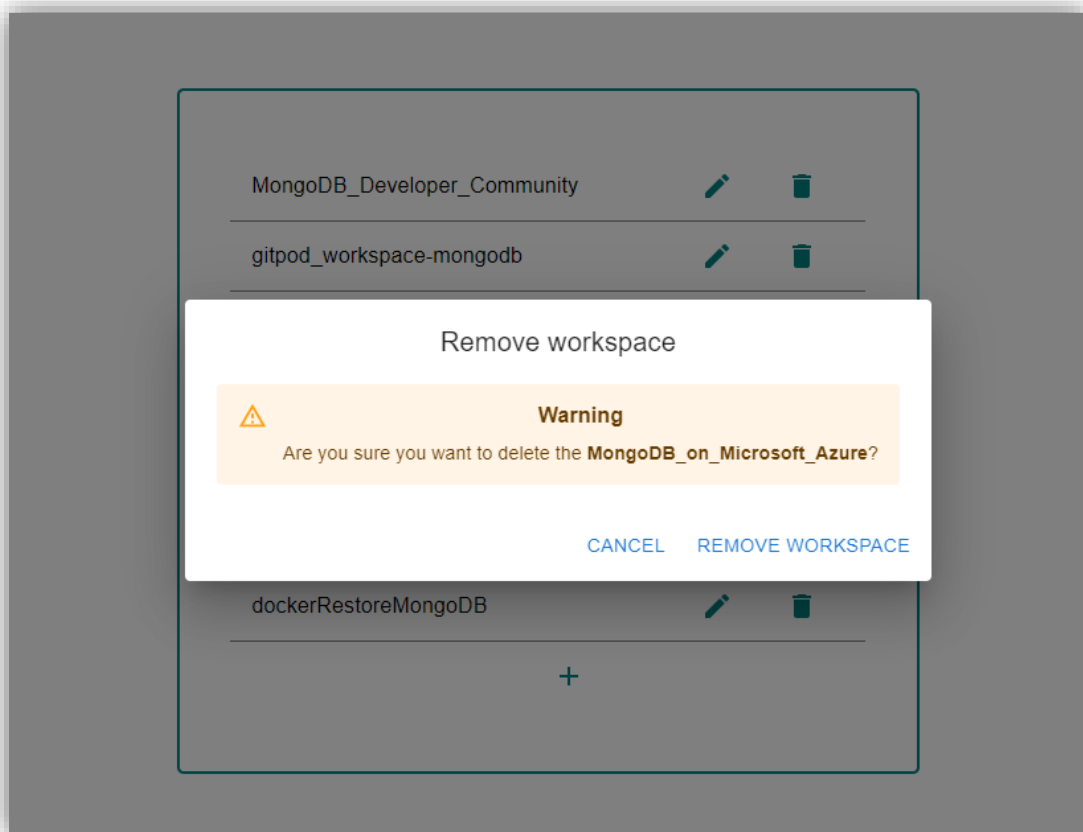 MongoDB_Developer_Community
gitpod_workspace-mongodb
Remove workspace
Warning
Are you sure you want to delete the MongoDB_on_Microsoft_Azure?
CANCEL REMOVE WORKSPACE
dockerRestoreMongoDB
+